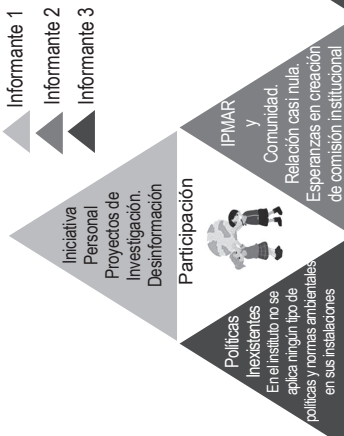 Informante 1
Informante 2
Informante 3
Iniciativa
Personal
Proyectos de
Investigación.
Desinformación
Participación
Políticas
Inexistentes
En el instituto no se
aplica ningún tipo de
políticas y normas ambientales
en sus instalaciones
IPMAR
y
Comunidad.
Relación casi nula.
Esperanzas en creación
de comisión institucional